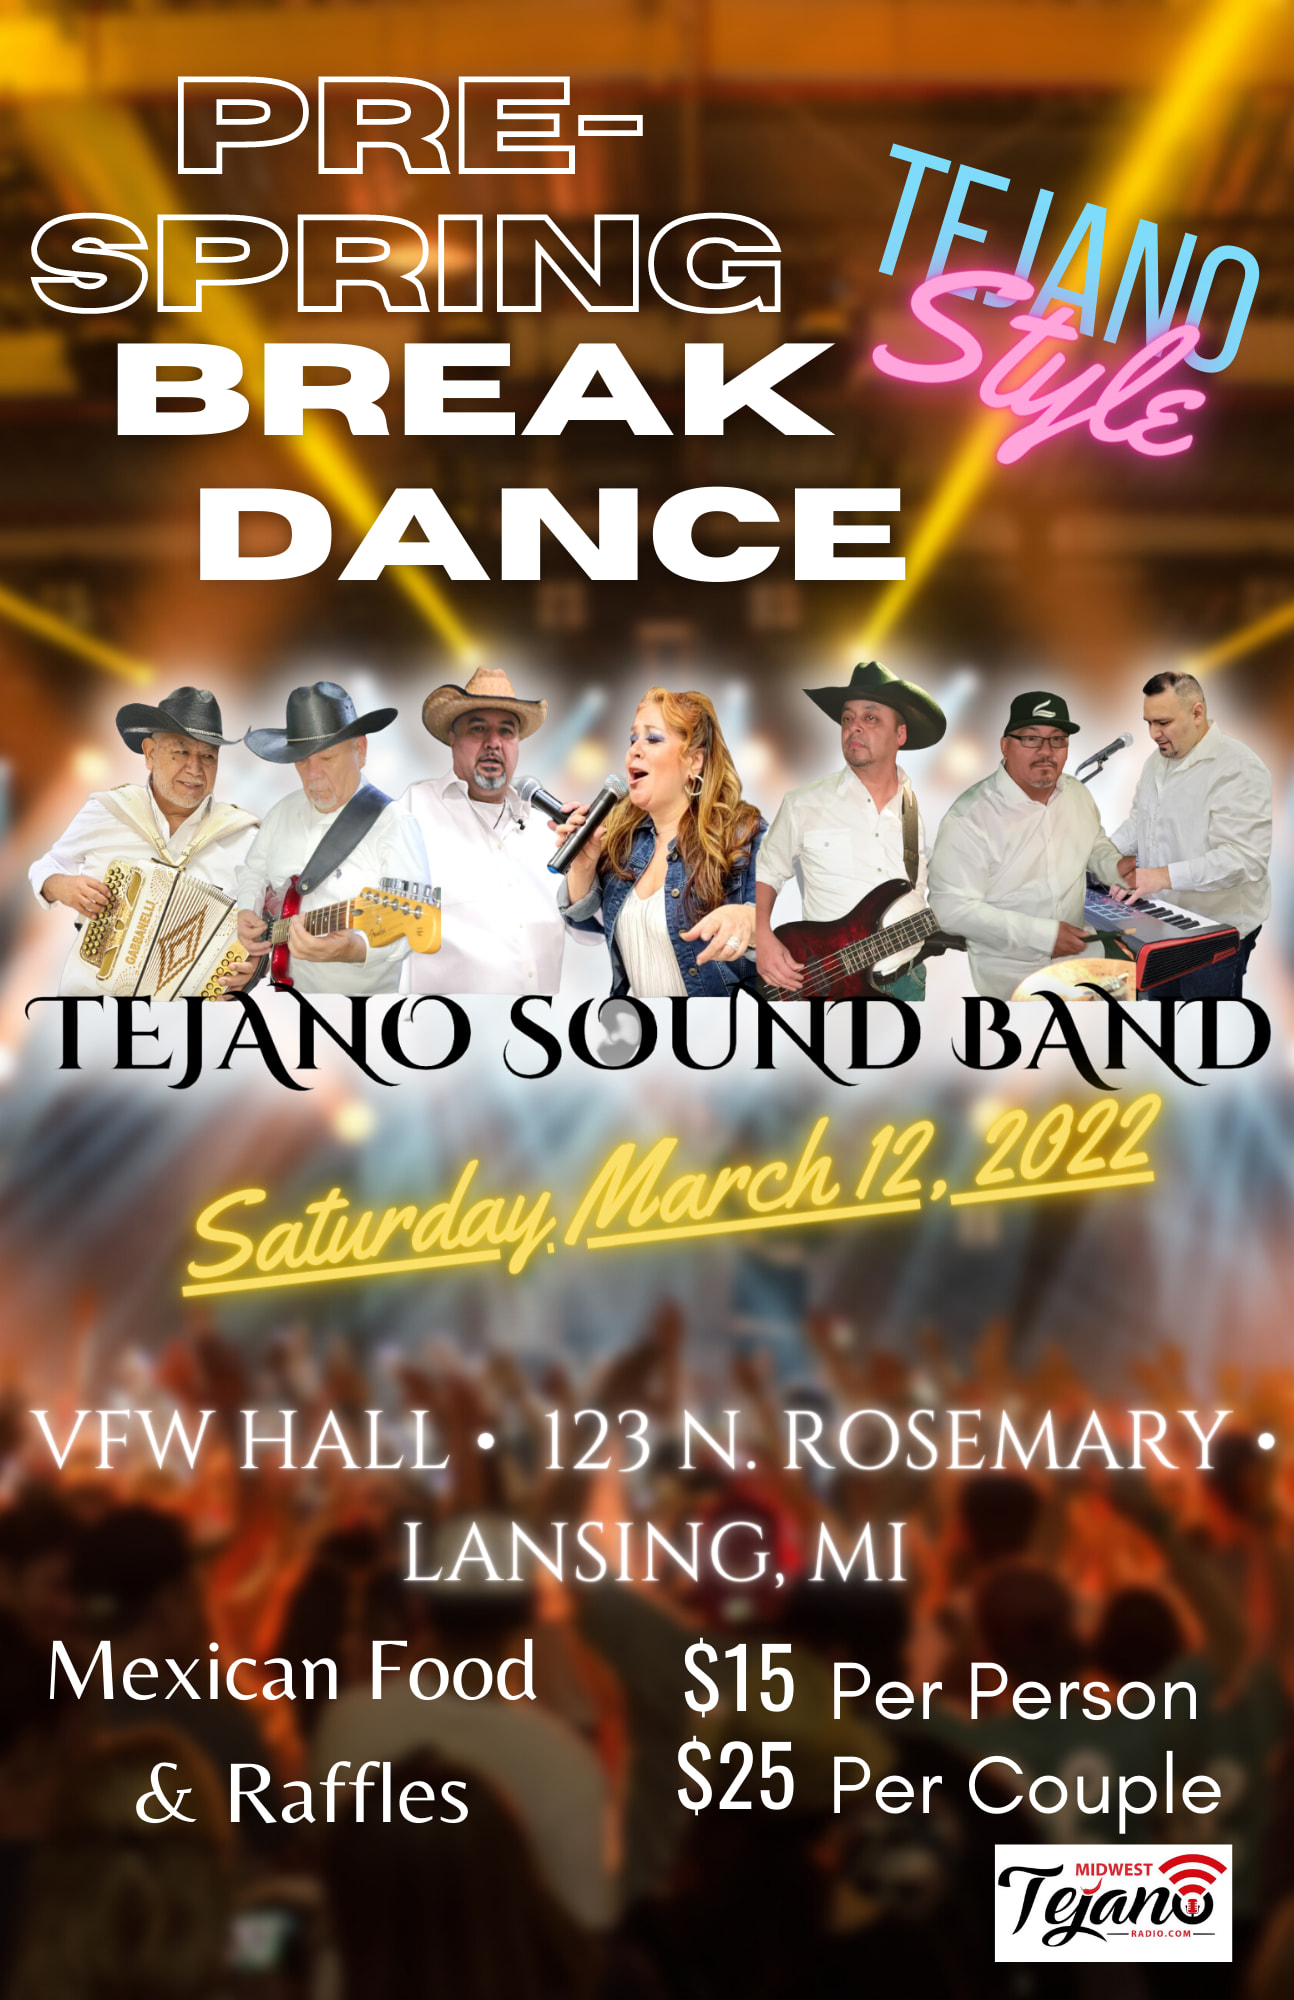 PRE-
SPRING
BREAK
DANCE
TEJANO
Style
GABBANELLI
TEJANO SOUND BAND
Saturday, March 12, 2022
VFW HALL • 123 N. ROSEMARY •
LANSING, MI
Mexican Food
& Raffles
$15 Per Person
$25 Per Couple
MIDWEST
Tejano
RADIO.COM